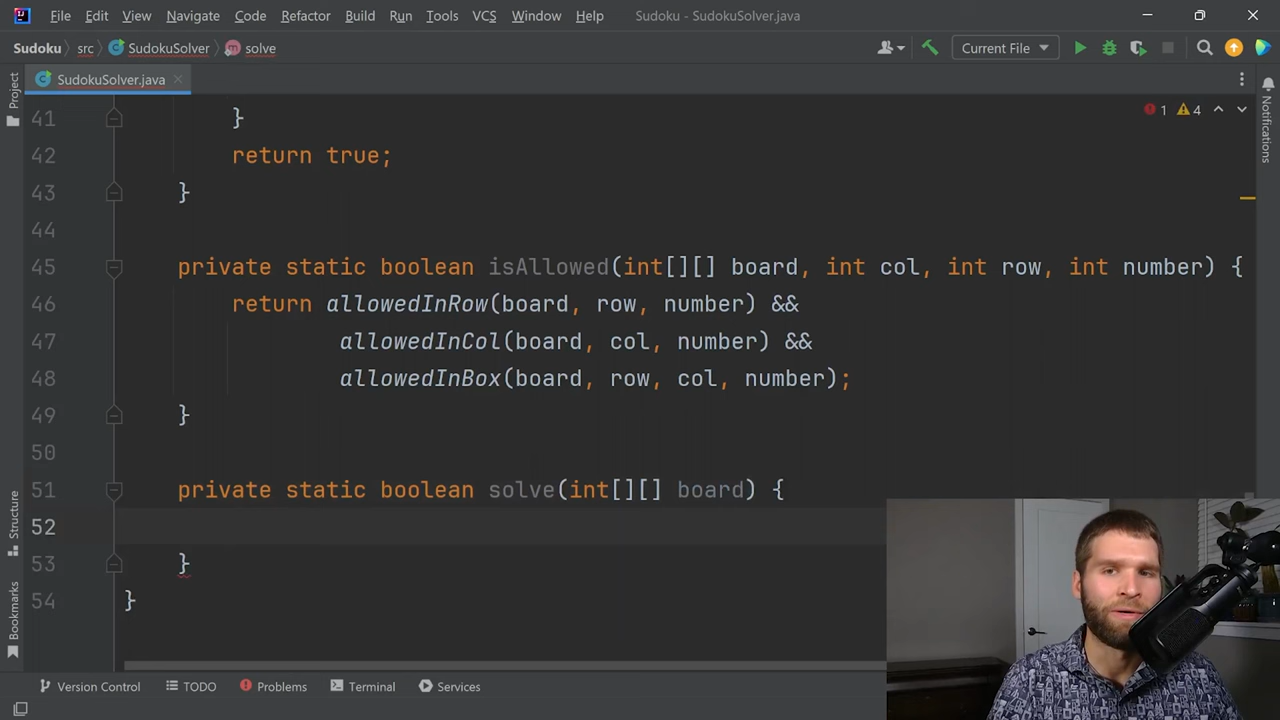 File Edit View Navigate Code Refactor Build Run Tools VCS Window Help Sudoku - SudokuSolver.java
Sudoku src SudokuSolver solve Current File
Project SudokuSolver.java
Notifications
1 4
41 }
42 return true;
43 }
44
45 private static boolean isAllowed(int[][] board, int col, int row, int number) {
46 return allowedInRow(board, row, number) &&
47 allowedInCol(board, col, number) &&
48 allowedInBox(board, row, col, number);
49 }
50
51 private static boolean solve(int[][] board) {
52
53 }
54 }
Structure
Bookmarks
Version Control TODO Problems Terminal Services